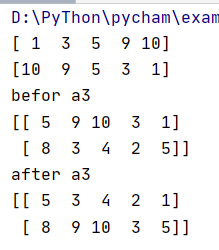 D:\PyThon\pycham\exam
[ 1  3  5  9 10]
[10  9  5  3  1]
befor a3
[[ 5  9 10  3  1]
 [ 8  3  4  2  5]]
after a3
[[ 5  3  4  2  1]
 [ 8  9 10  3  5]]